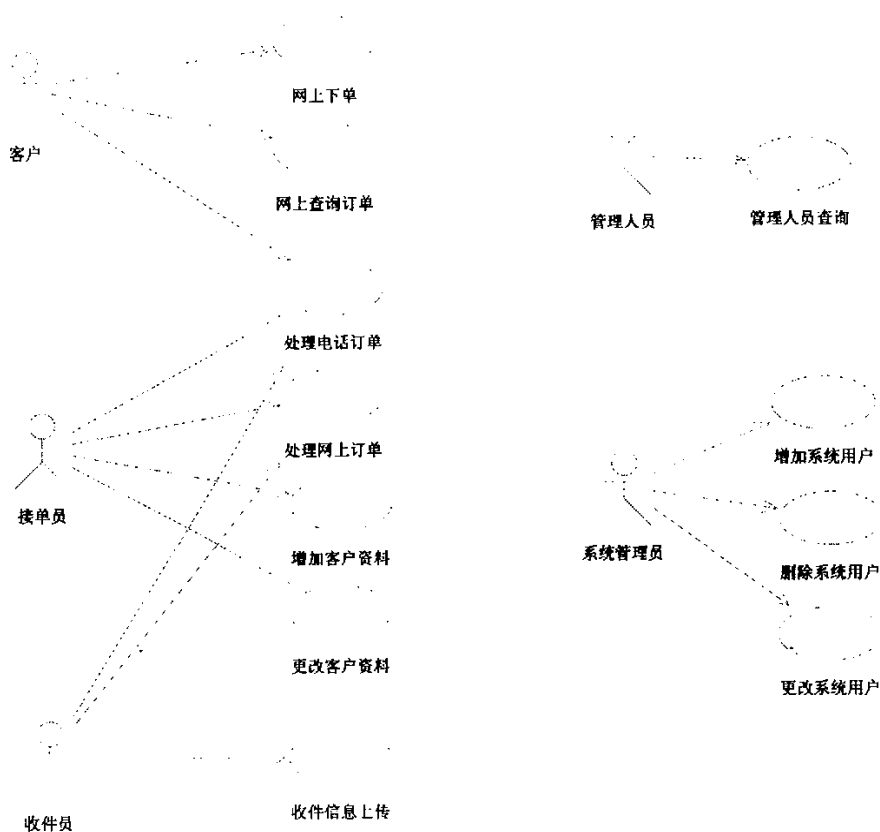 网上下单
客户
网上查询订单
处理电话订单
处理网上订单
接单员
增加客户资料
更改客户资料
收件员
收件信息上传
管理人员
管理人员查询
增加系统用户
系统管理员
删除系统用户
更改系统用户